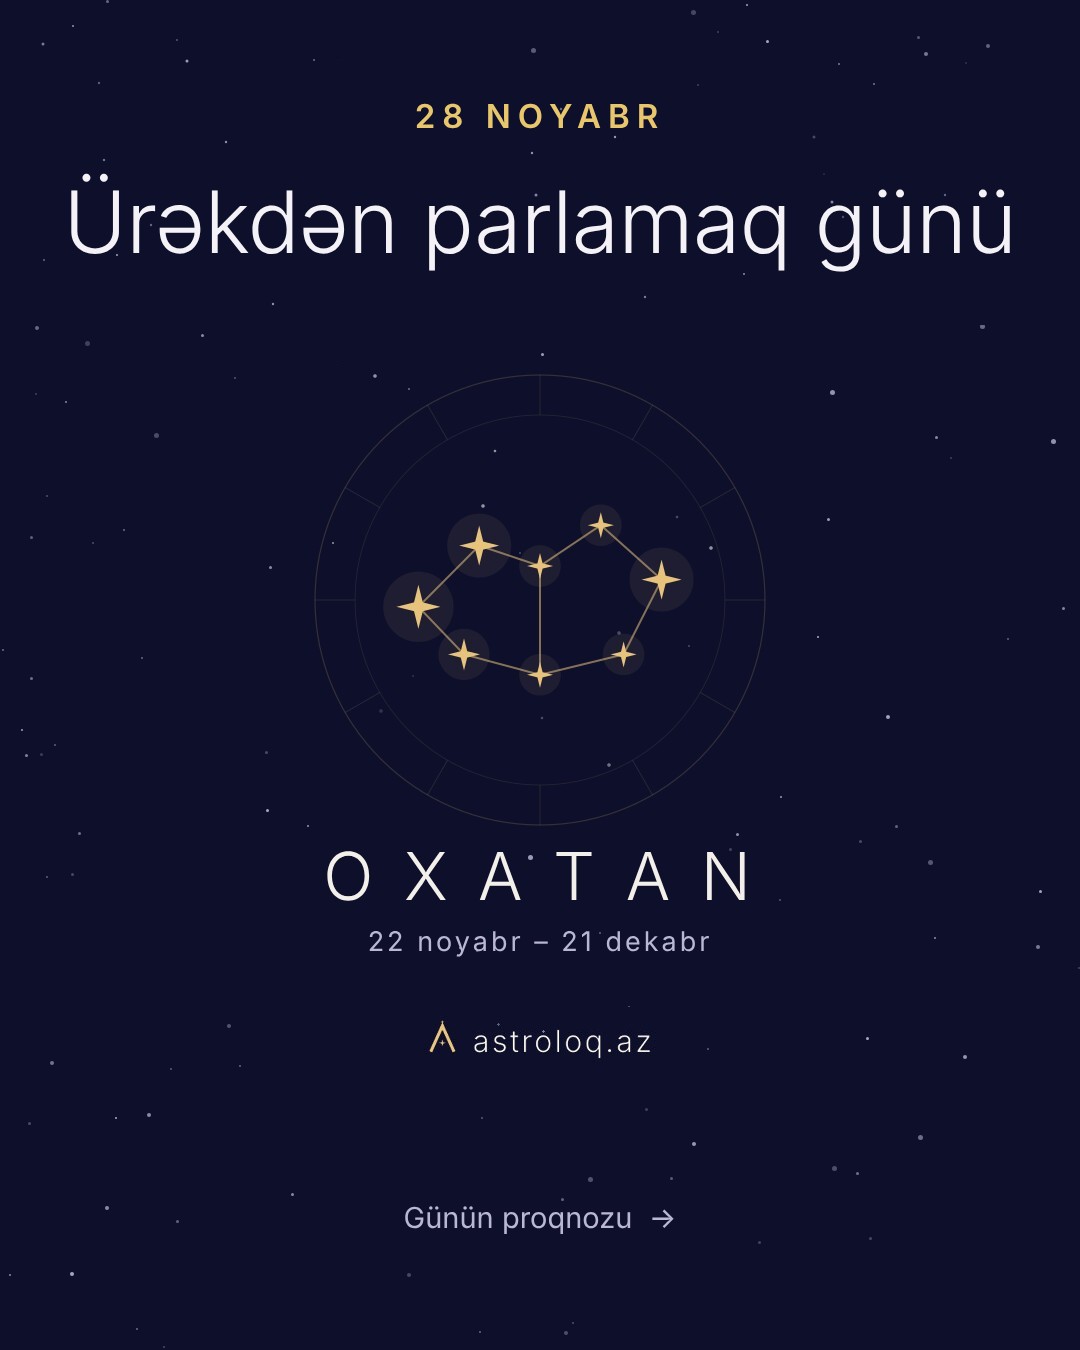 28 NOYABR
Ürəkdən parlamaq günü
OXATAN
22 noyabr – 21 dekabr
astroloq.az
Günün proqnozu →